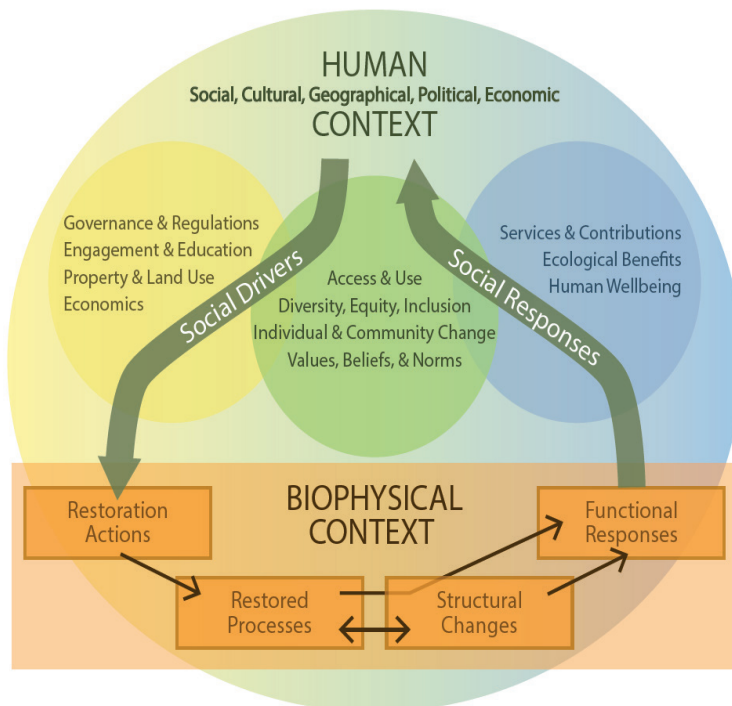 HUMAN
Social, Cultural, Geographical, Political, Economic
CONTEXT
Governance & Regulations
Engagement & Education
Property & Land Use
Economics
Social Drivers
Access & Use
Diversity, Equity, Inclusion
Individual & Community Change
Values, Beliefs, & Norms
Social Responses
Services & Contributions
Ecological Benefits
Human Wellbeing
BIOPHYSICAL
CONTEXT
Restoration
Actions
Restored
Processes
Structural
Changes
Functional
Responses